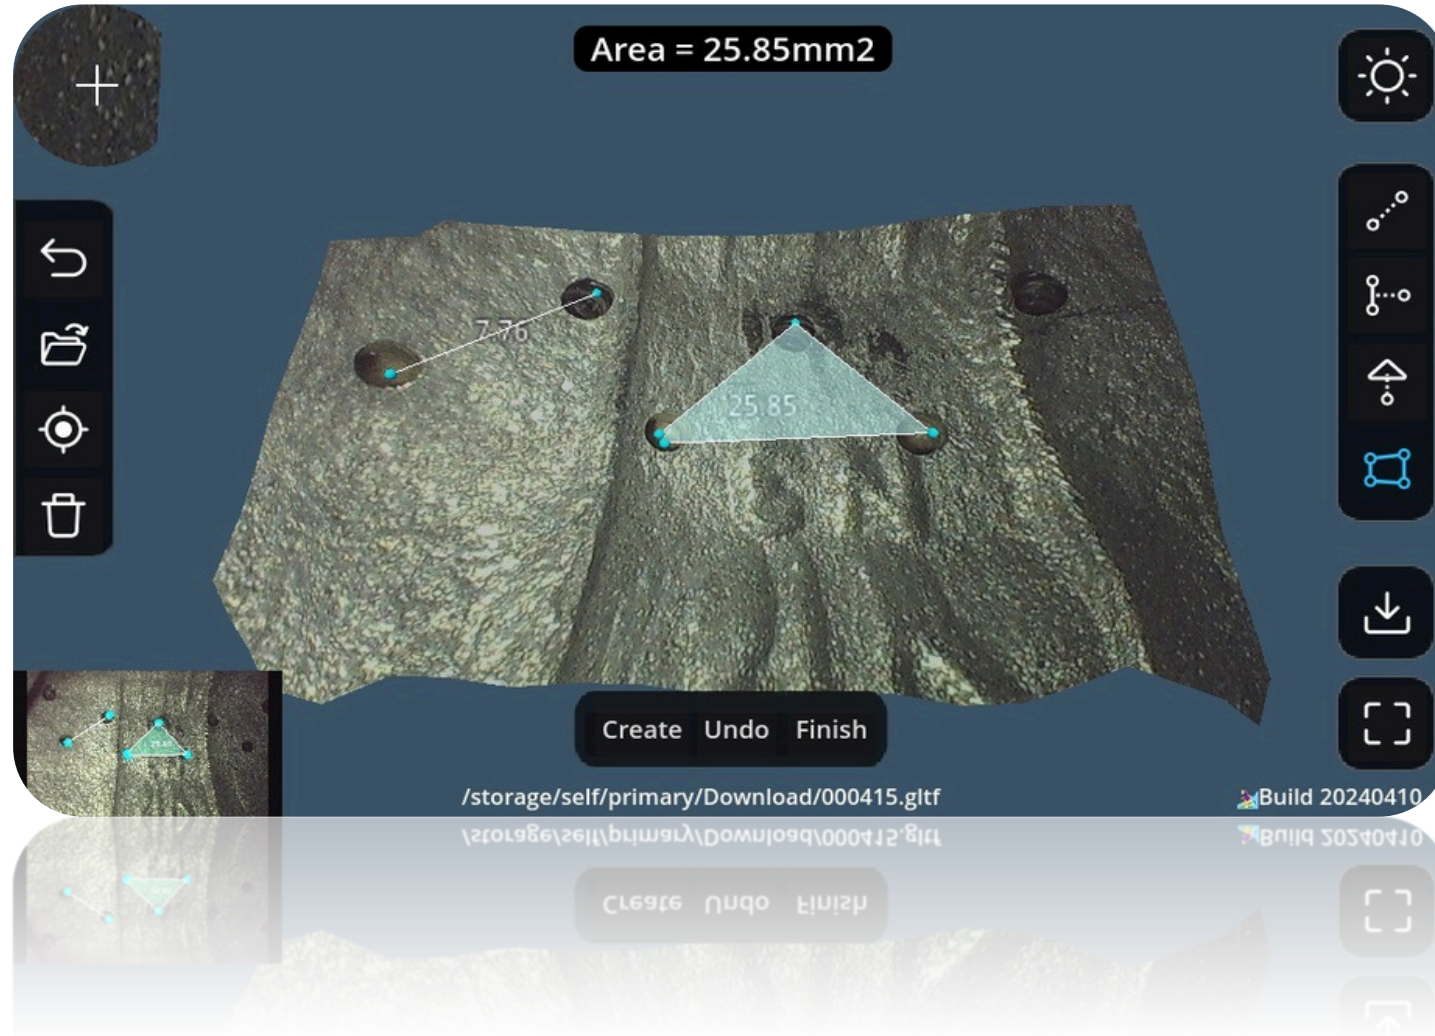 Area = 25.85mm2
7.76
25.85
Create Undo Finish
/storage/self/primary/Download/000415.gltf
Build 20240410